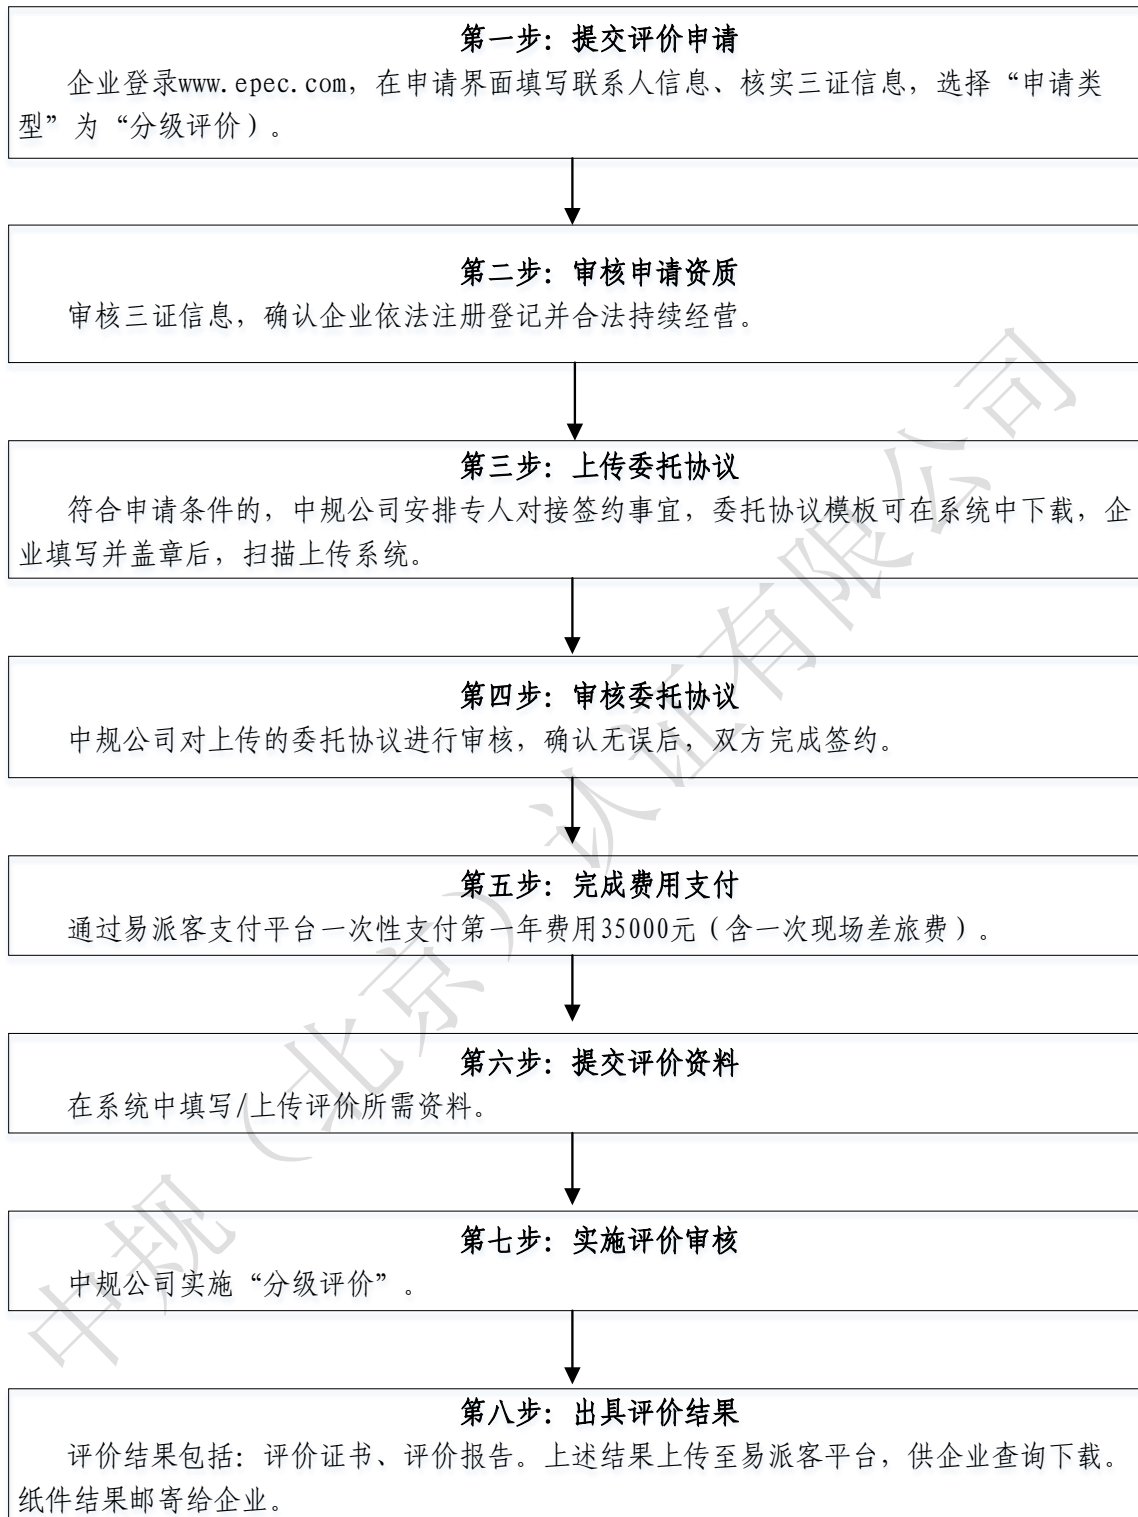 第一步：提交评价申请
企业登录www.epec.com，在申请界面填写联系人信息、核实三证信息，选择“申请类
型”为“分级评价）。
第二步：审核申请资质
审核三证信息，确认企业依法注册登记并合法持续经营。
第三步：上传委托协议
符合申请条件的，中规公司安排专人对接签约事宜，委托协议模板可在系统中下载，企
业填写并盖章后，扫描上传系统。
第四步：审核委托协议
中规公司对上传的委托协议进行审核，确认无误后，双方完成签约。
第五步：完成费用支付
通过易派客支付平台一次性支付第一年费用35000元（含一次现场差旅费）。
第六步：提交评价资料
在系统中填写/上传评价所需资料。
第七步：实施评价审核
中规公司实施“分级评价”。
第八步：出具评价结果
评价结果包括：评价证书、评价报告。上述结果上传至易派客平台，供企业查询下载。
纸件结果邮寄给企业。
中规（北京）认证有限公司